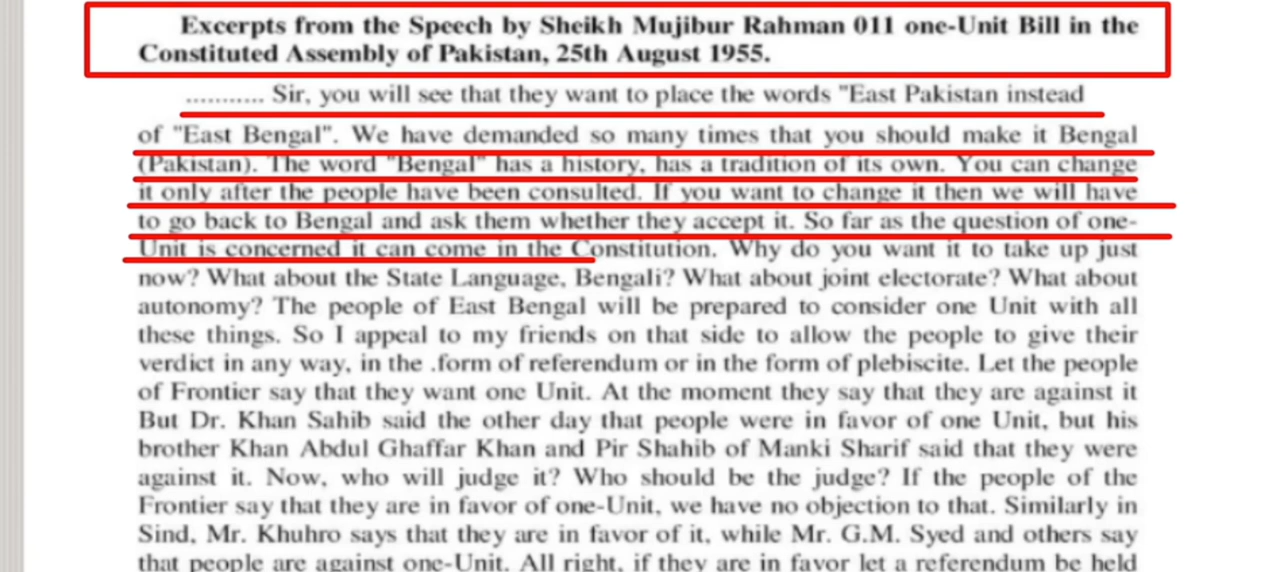 Excerpts from the Speech by Sheikh Mujibur Rahman 011 one-Unit Bill in the
Constituted Assembly of Pakistan, 25th August 1955.
........... Sir, you will see that they want to place the words "East Pakistan instead
of "East Bengal". We have demanded so many times that you should make it Bengal
(Pakistan). The word "Bengal" has a history, has a tradition of its own. You can change
it only after the people have been consulted. If you want to change it then we will have
to go back to Bengal and ask them whether they accept it. So far as the question of one-
Unit is concerned it can come in the Constitution. Why do you want it to take up just
now? What about the State Language, Bengali? What about joint electorate? What about
autonomy? The people of East Bengal will be prepared to consider one Unit with all
these things. So I appeal to my friends on that side to allow the people to give their
verdict in any way, in the .form of referendum or in the form of plebiscite. Let the people
of Frontier say that they want one Unit. At the moment they say that they are against it
But Dr. Khan Sahib said the other day that people were in favor of one Unit, but his
brother Khan Abdul Ghaffar Khan and Pir Shahib of Manki Sharif said that they were
against it. Now, who will judge it? Who should be the judge? If the people of the
Frontier say that they are in favor of one-Unit, we have no objection to that. Similarly in
Sind, Mr. Khuhro says that they are in favor of it, while Mr. G.M. Syed and others say
that people are against one-Unit. All right, if they are in favor let a referendum be held